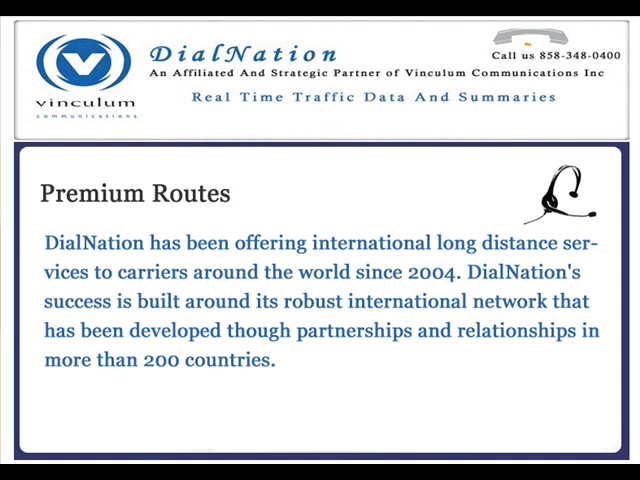 DialNation
Call us 858-348-0400
An Affiliated And Strategic Partner of Vinculum Communications Inc
vinculum
communications
Real Time Traffic Data And Summaries
Premium Routes
DialNation has been offering international long distance ser-
vices to carriers around the world since 2004. DialNation's
success is built around its robust international network that
has been developed though partnerships and relationships in
more than 200 countries.